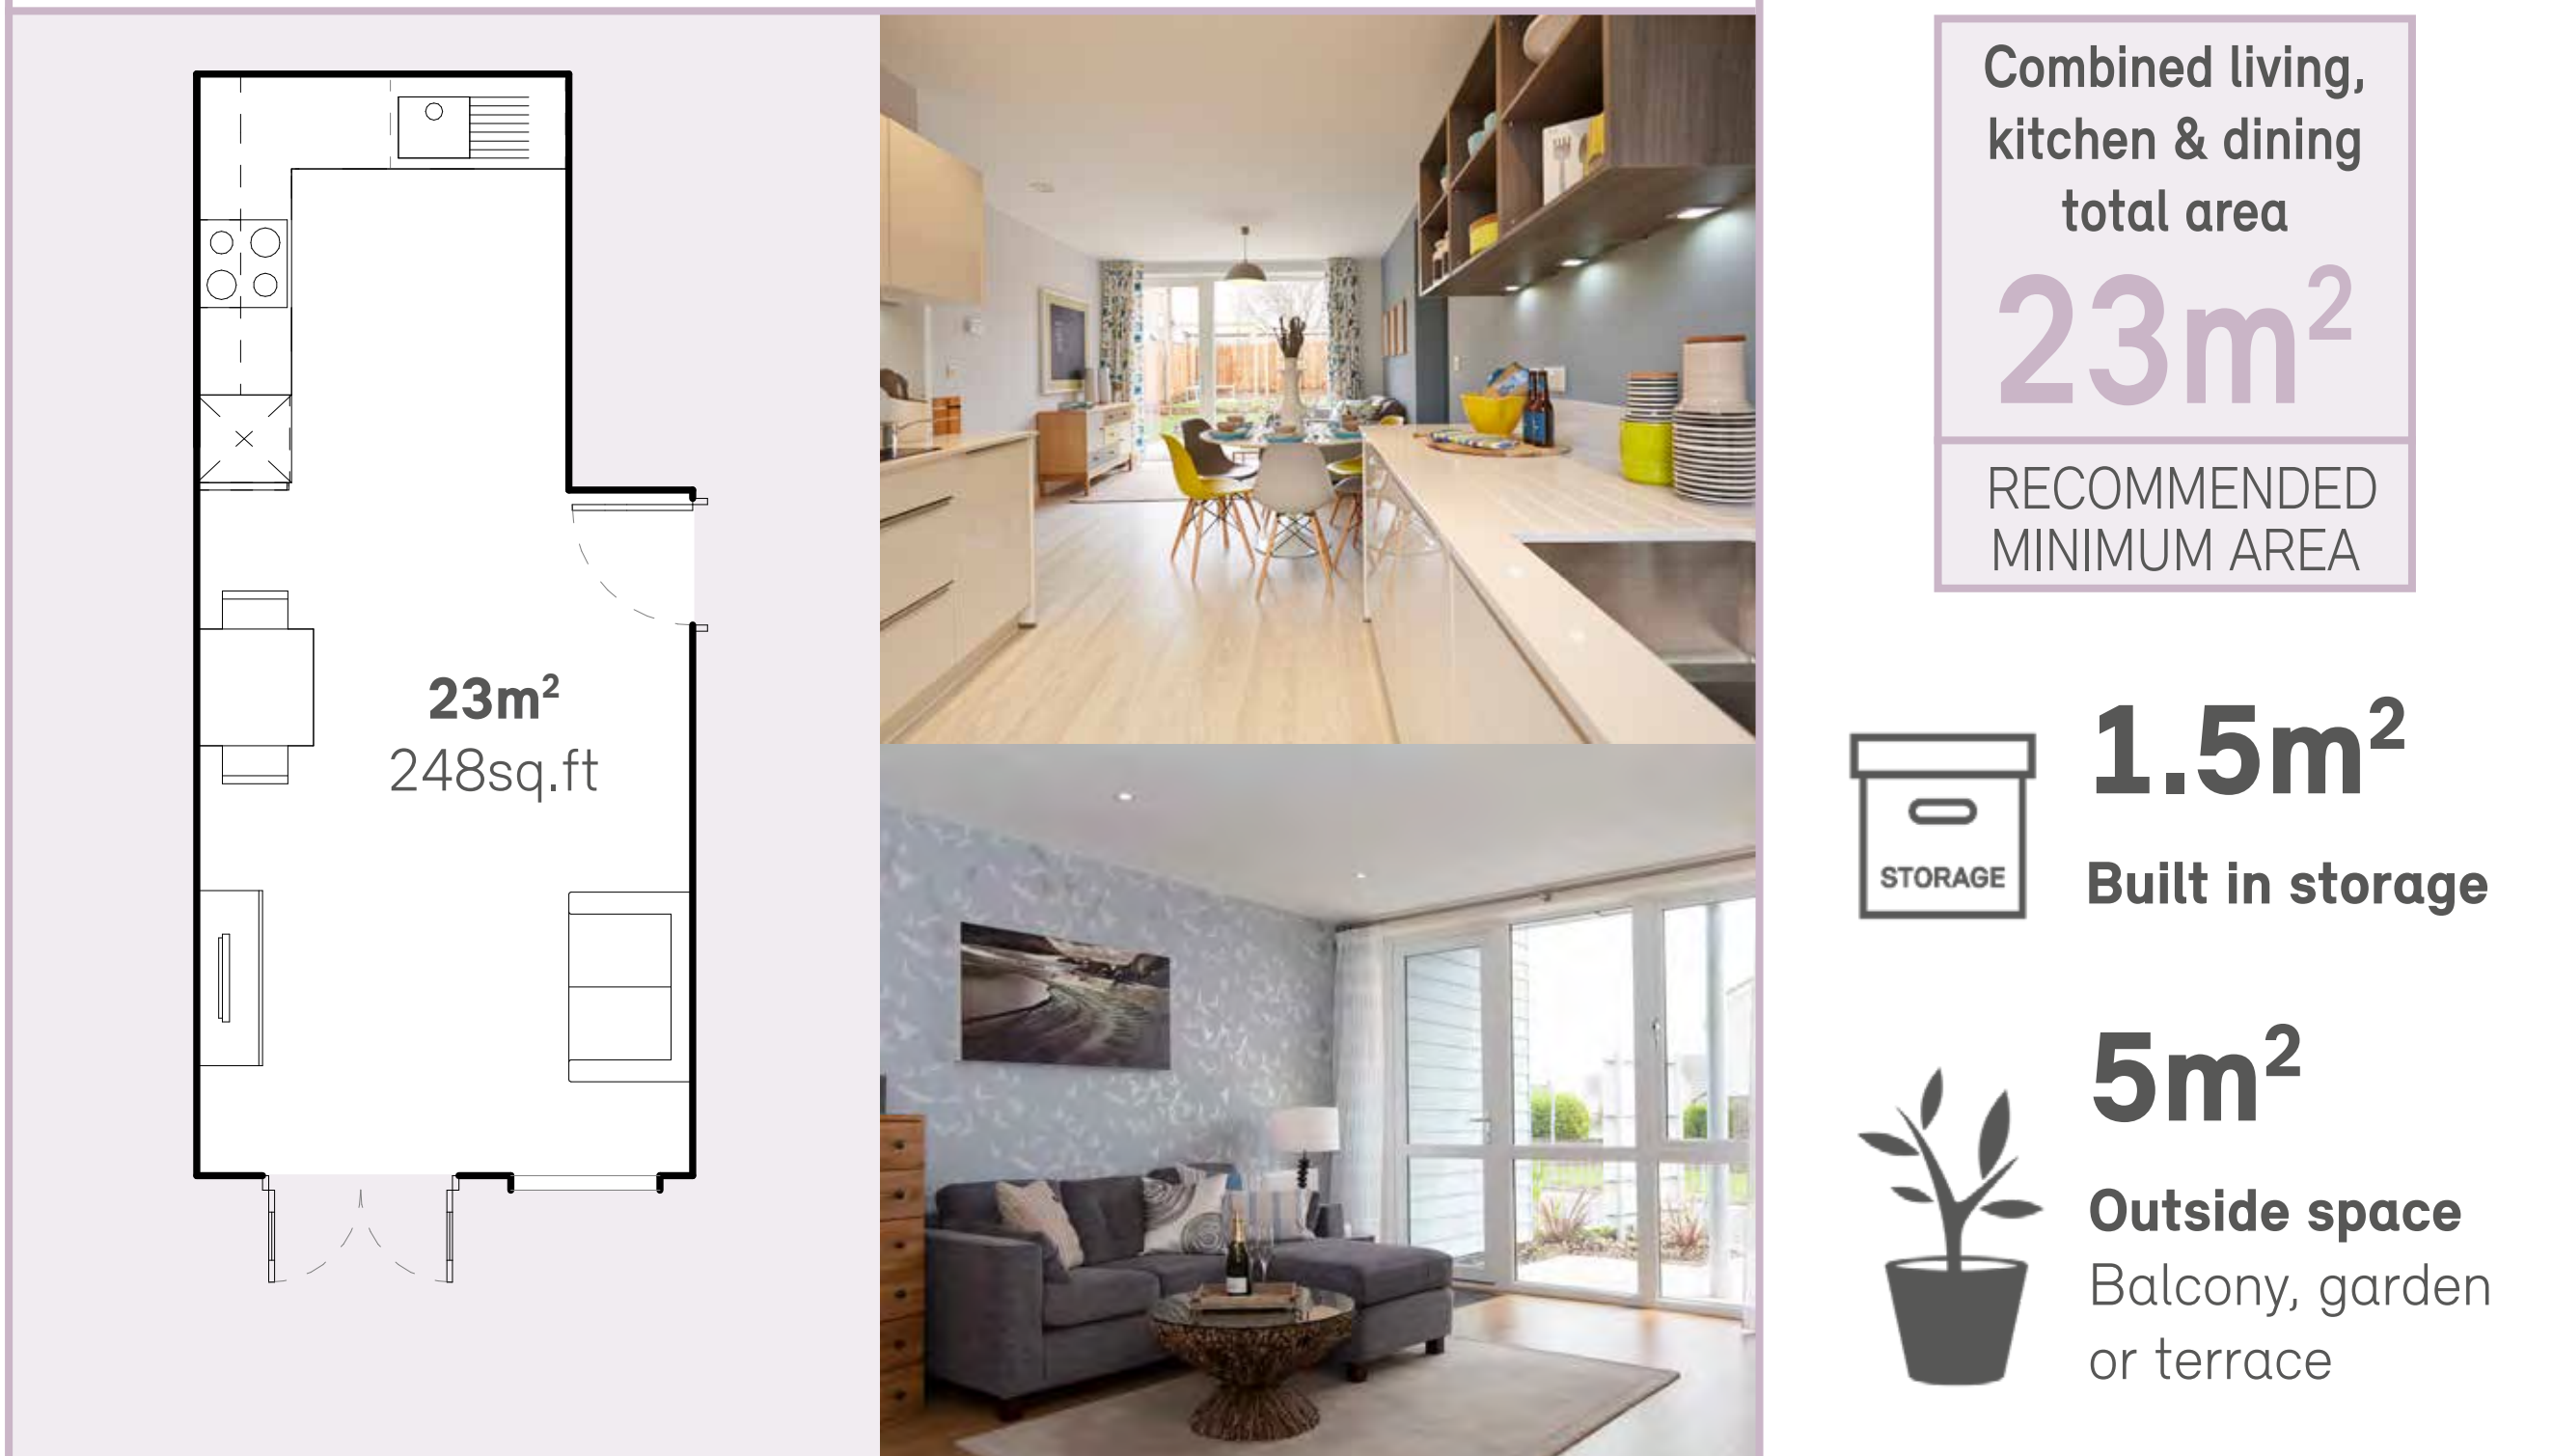 23m²
248sq.ft
Combined living,
kitchen & dining
total area
23m²
RECOMMENDED
MINIMUM AREA
STORAGE
1.5m²
Built in storage
5m²
Outside space
Balcony, garden
or terrace